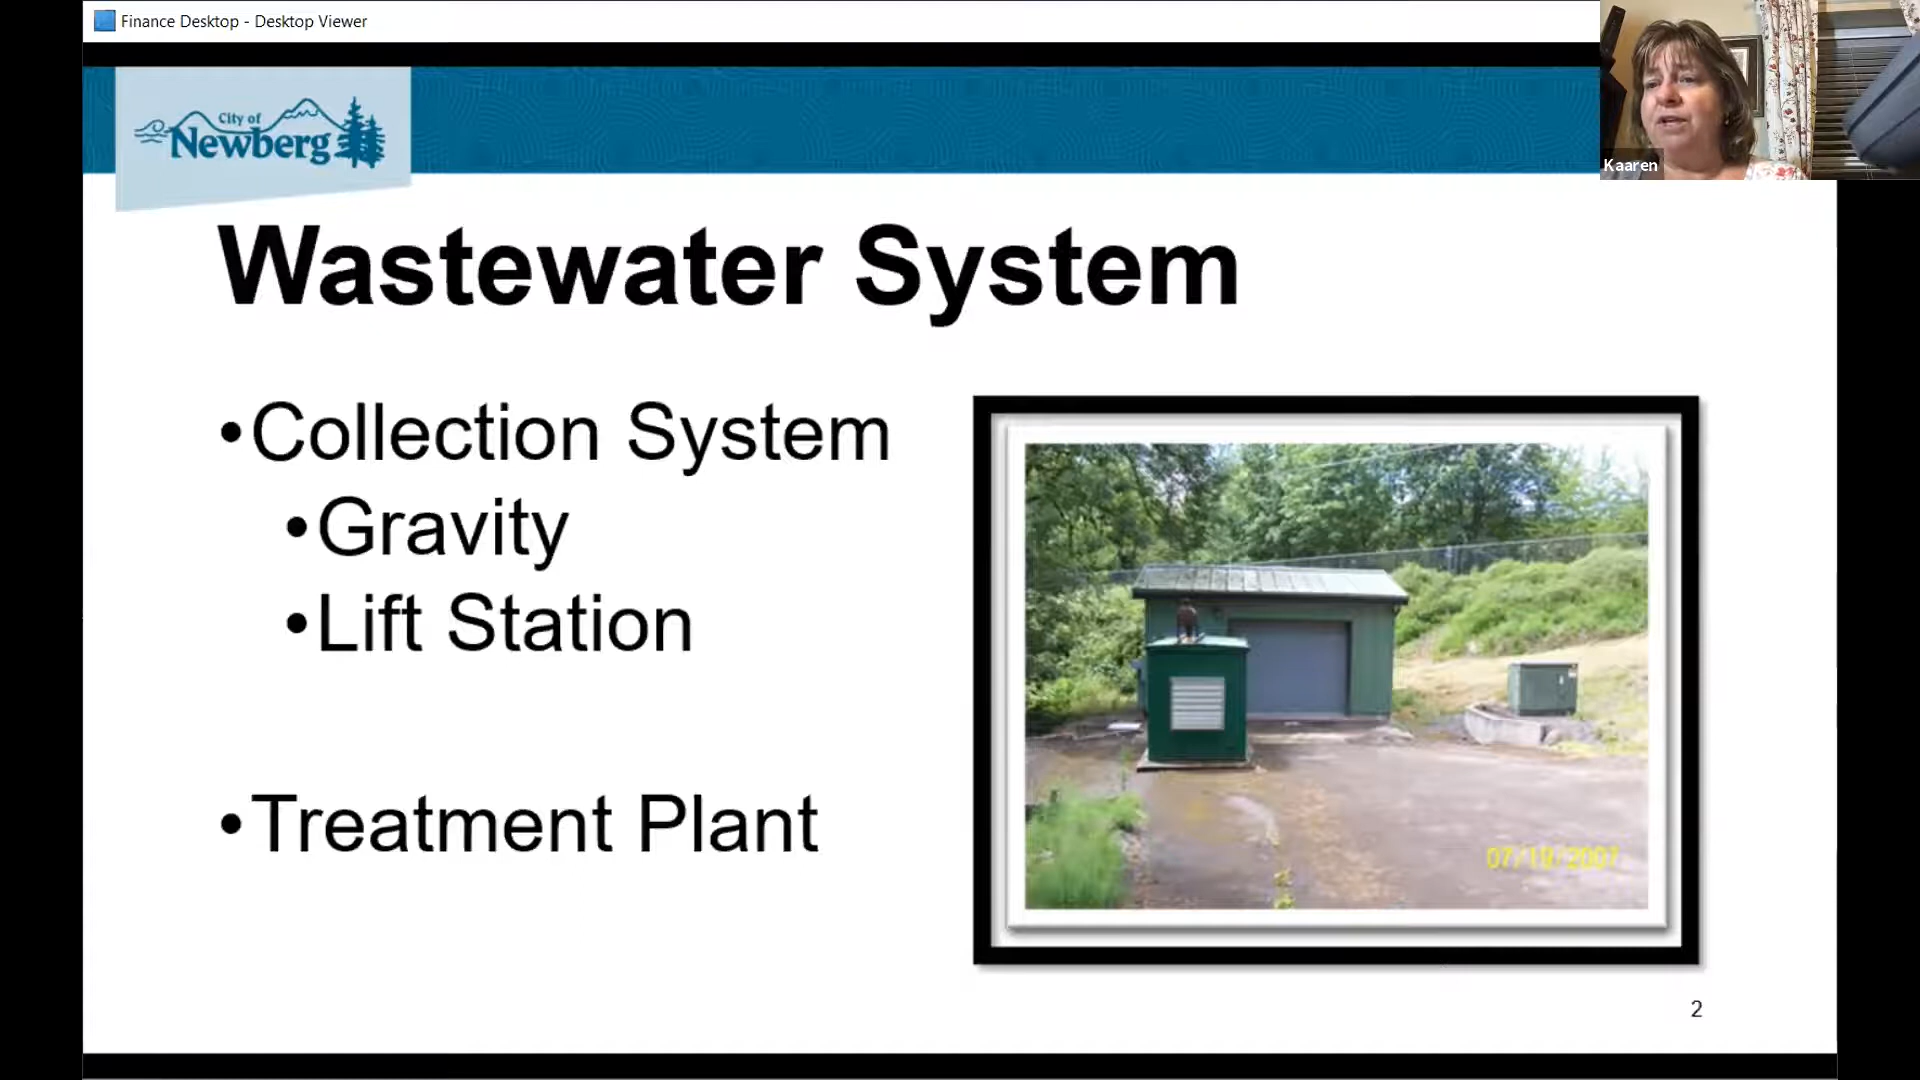 Finance Desktop - Desktop Viewer
City of
Newberg
Kaaren
Wastewater System
•Collection System
•Gravity
•Lift Station
•Treatment Plant
07/19/2007
2